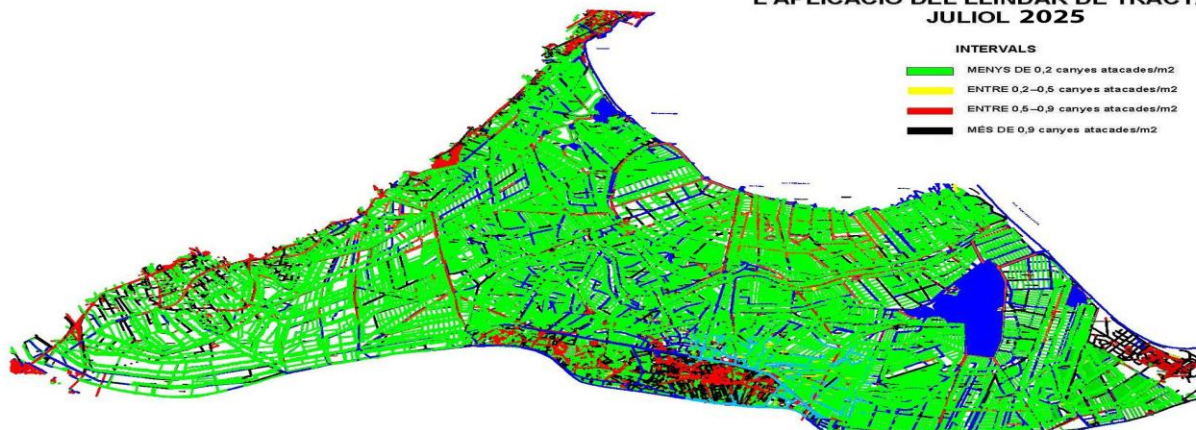 L'APLICACIÓ DEL LLINDAR DE TRACTA
JULIOL 2025
INTERVALS
MENYS DE 0,2 canyes atacades/m2
ENTRE 0,2–0,5 canyes atacades/m2
ENTRE 0,5–0,9 canyes atacades/m2
MÉS DE 0,9 canyes atacades/m2